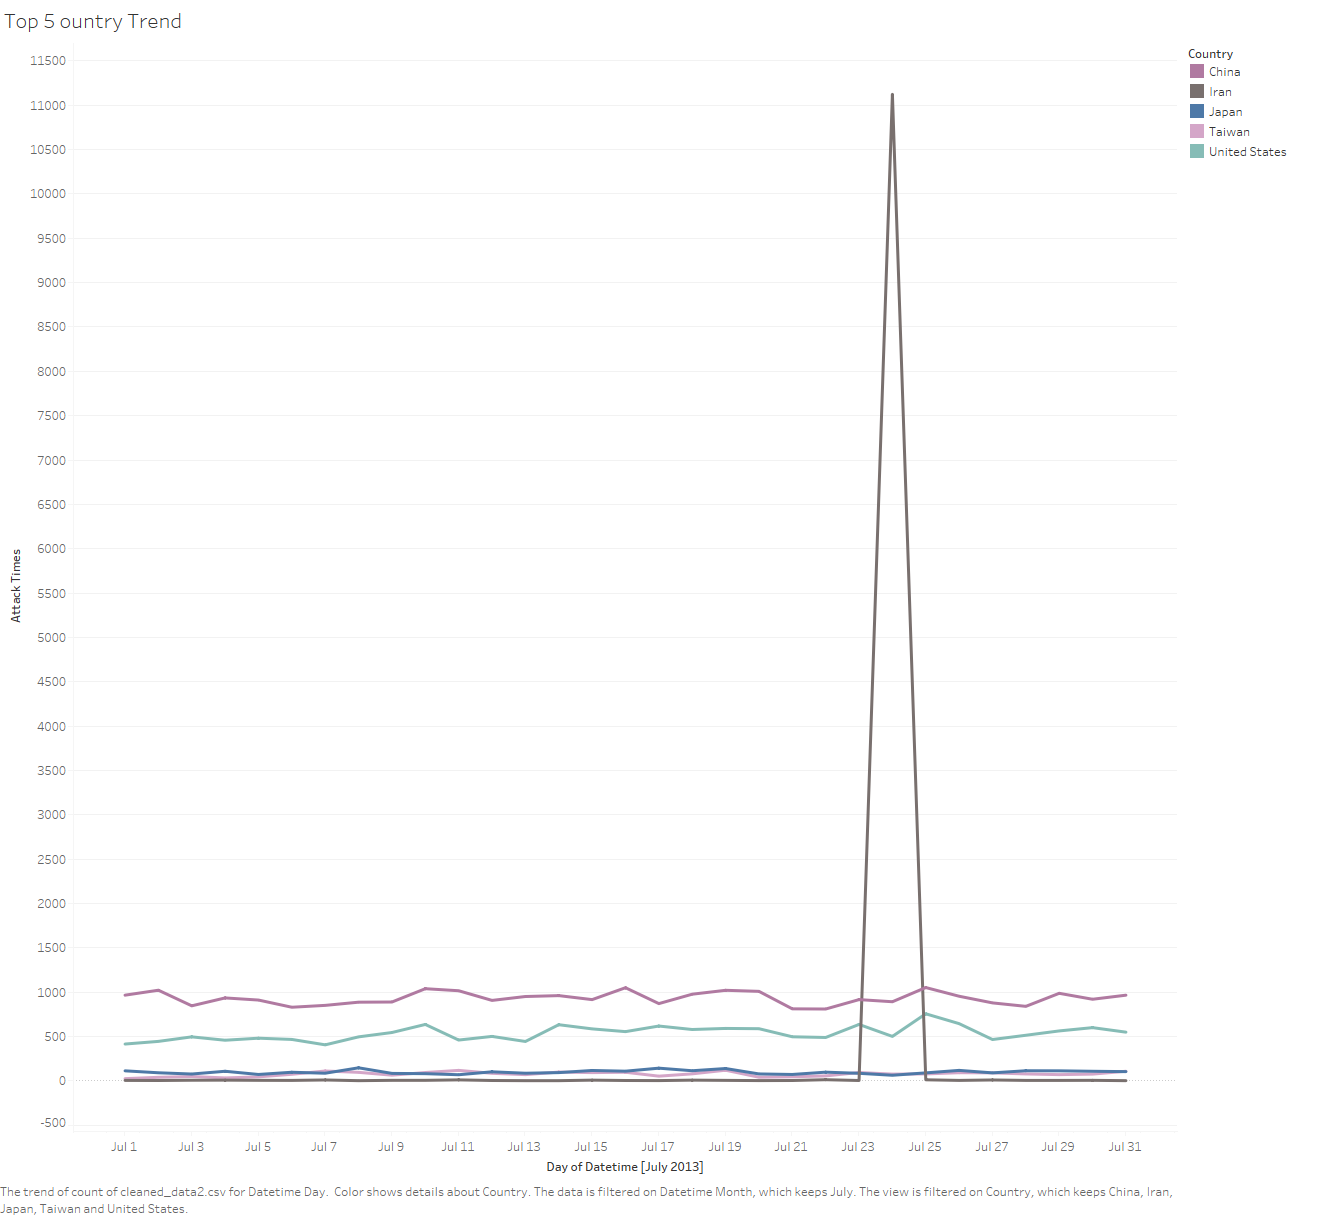 Top 5 ountry Trend
Country
China
Iran
Japan
Taiwan
United States
11500
11000
10500
10000
9500
9000
8500
8000
7500
7000
6500
6000
5500
5000
4500
4000
3500
3000
2500
2000
1500
1000
500
0
-500
Attack Times
Jul 1 Jul 3 Jul 5 Jul 7 Jul 9 Jul 11 Jul 13 Jul 15 Jul 17 Jul 19 Jul 21 Jul 23 Jul 25 Jul 27 Jul 29 Jul 31
Day of Datetime [July 2013]
The trend of count of cleaned_data2.csv for Datetime Day. Color shows details about Country. The data is filtered on Datetime Month, which keeps July. The view is filtered on Country, which keeps China, Iran,
Japan, Taiwan and United States.